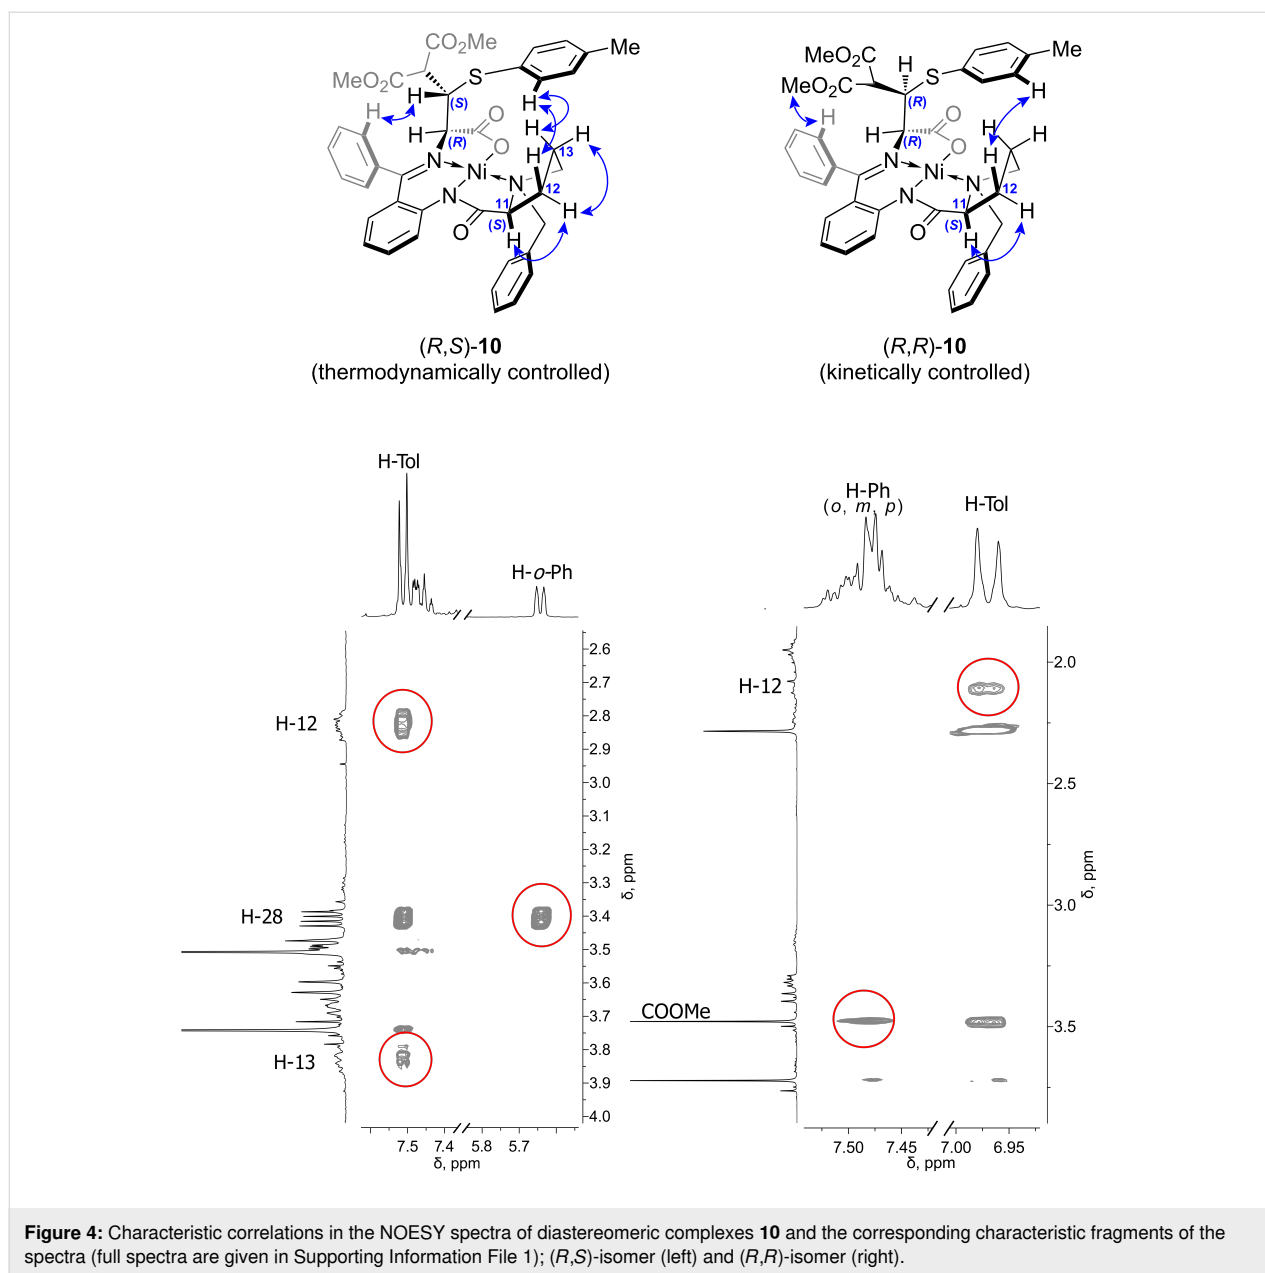 CO₂Me
MeO₂C
S
Me
H
H
H
(S)
H
H
H
13
H
(R)
O
O
N
Ni
N
N
H
12
11
(S)
O
H
H
(R,S)-10
(thermodynamically controlled)
MeO₂C
MeO₂C
H
S
Me
H
H
(R)
H
(R)
O
O
H
H
H
N
Ni
N
N
12
11
(S)
O
H
H
(R,R)-10
(kinetically controlled)
H-Tol
H-o-Ph
H-12
H-28
H-13
2.6
2.7
2.8
2.9
3.0
3.1
3.2
3.3
3.4
3.5
3.6
3.7
3.8
3.9
4.0
δ, ppm
7.5 7.4 5.8 5.7
δ, ppm
H-Ph
(o, m, p)
H-Tol
H-12
COOMe
2.0
2.5
3.0
3.5
δ, ppm
7.50 7.45 7.00 6.95
δ, ppm
Figure 4: Characteristic correlations in the NOESY spectra of diastereomeric complexes 10 and the corresponding characteristic fragments of the
spectra (full spectra are given in Supporting Information File 1); (R,S)-isomer (left) and (R,R)-isomer (right).